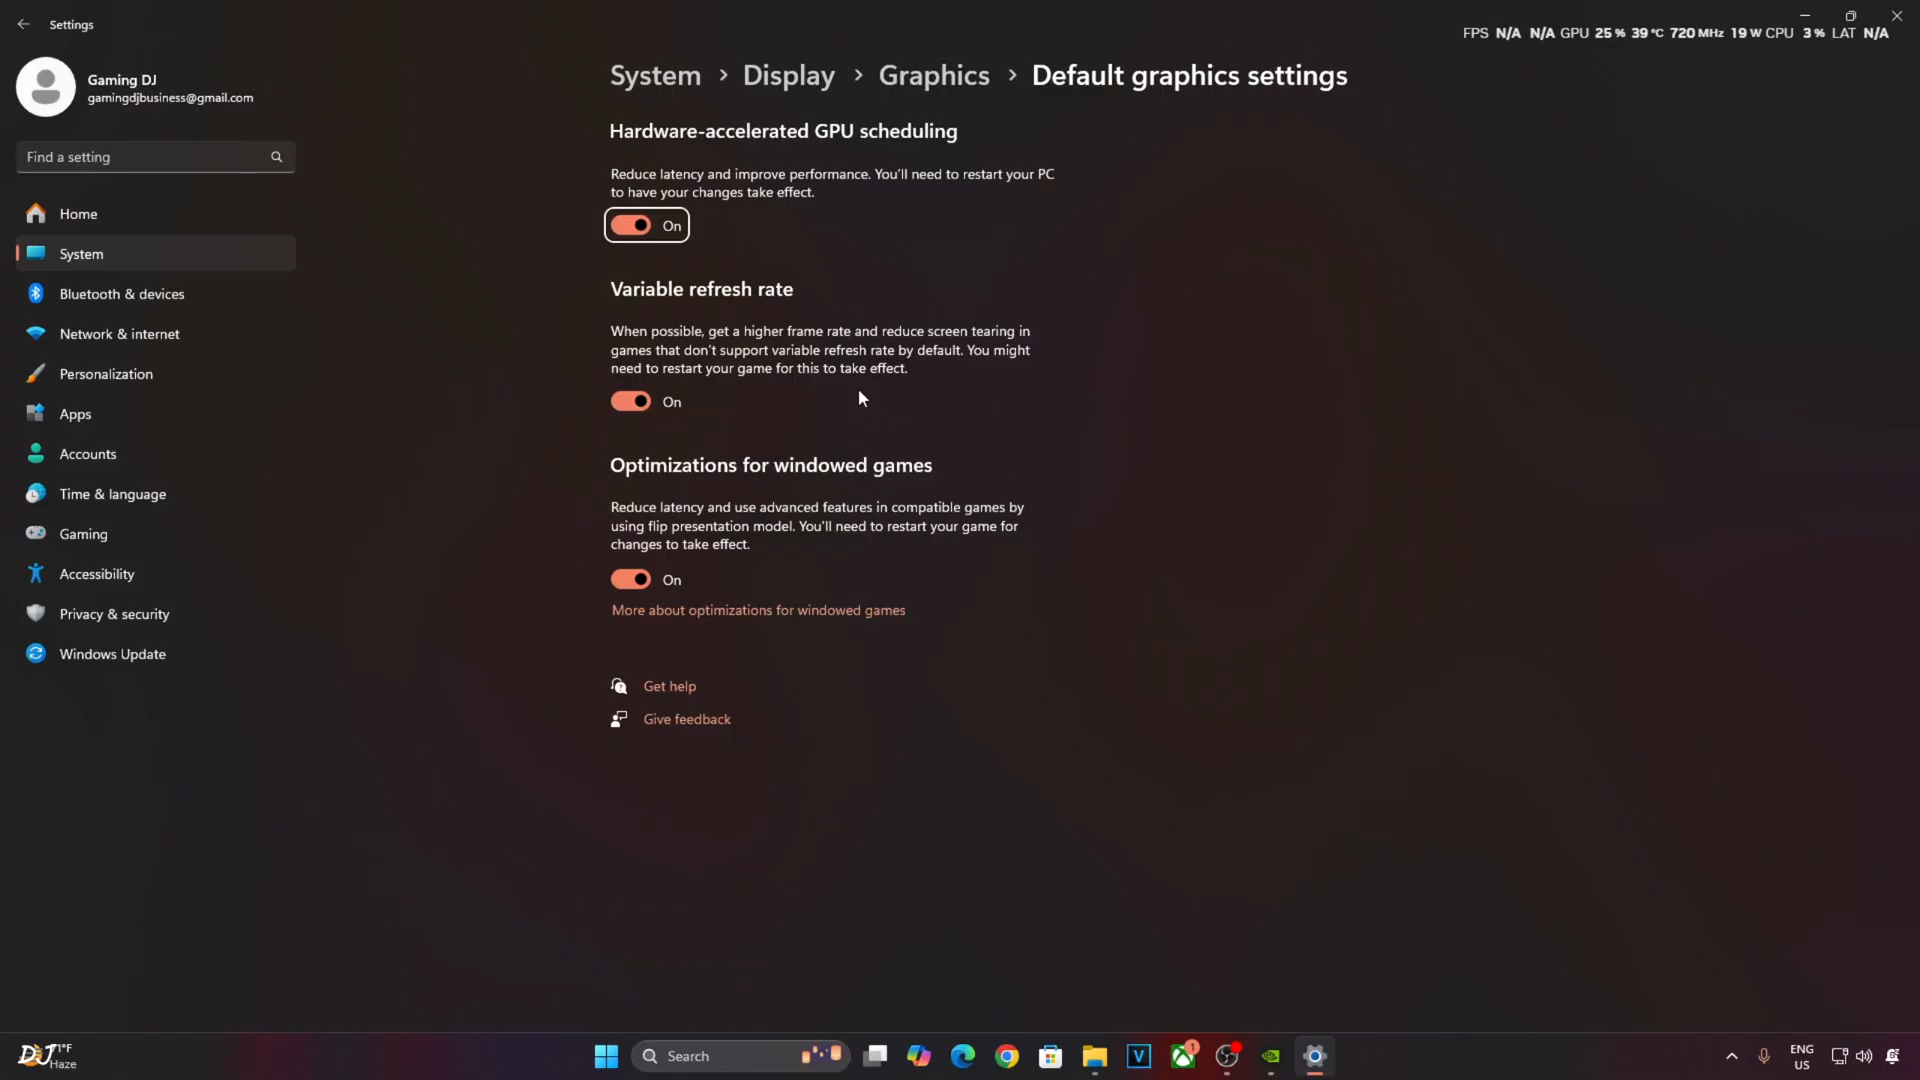 Settings
FPS N/A N/A GPU 25 % 39 °C 720 MHz 19 W CPU 3 % LAT N/A
Gaming DJ
gamingdjbusiness@gmail.com
Find a setting
Home
System
Bluetooth & devices
Network & internet
Personalization
Apps
Accounts
Time & language
Gaming
Accessibility
Privacy & security
Windows Update
System > Display > Graphics > Default graphics settings
Hardware-accelerated GPU scheduling
Reduce latency and improve performance. You'll need to restart your PC
to have your changes take effect.
On
Variable refresh rate
When possible, get a higher frame rate and reduce screen tearing in
games that don't support variable refresh rate by default. You might
need to restart your game for this to take effect.
On
Optimizations for windowed games
Reduce latency and use advanced features in compatible games by
using flip presentation model. You'll need to restart your game for
changes to take effect.
On
More about optimizations for windowed games
Get help
Give feedback
DJ
Haze
Search
V
1
ENG
US